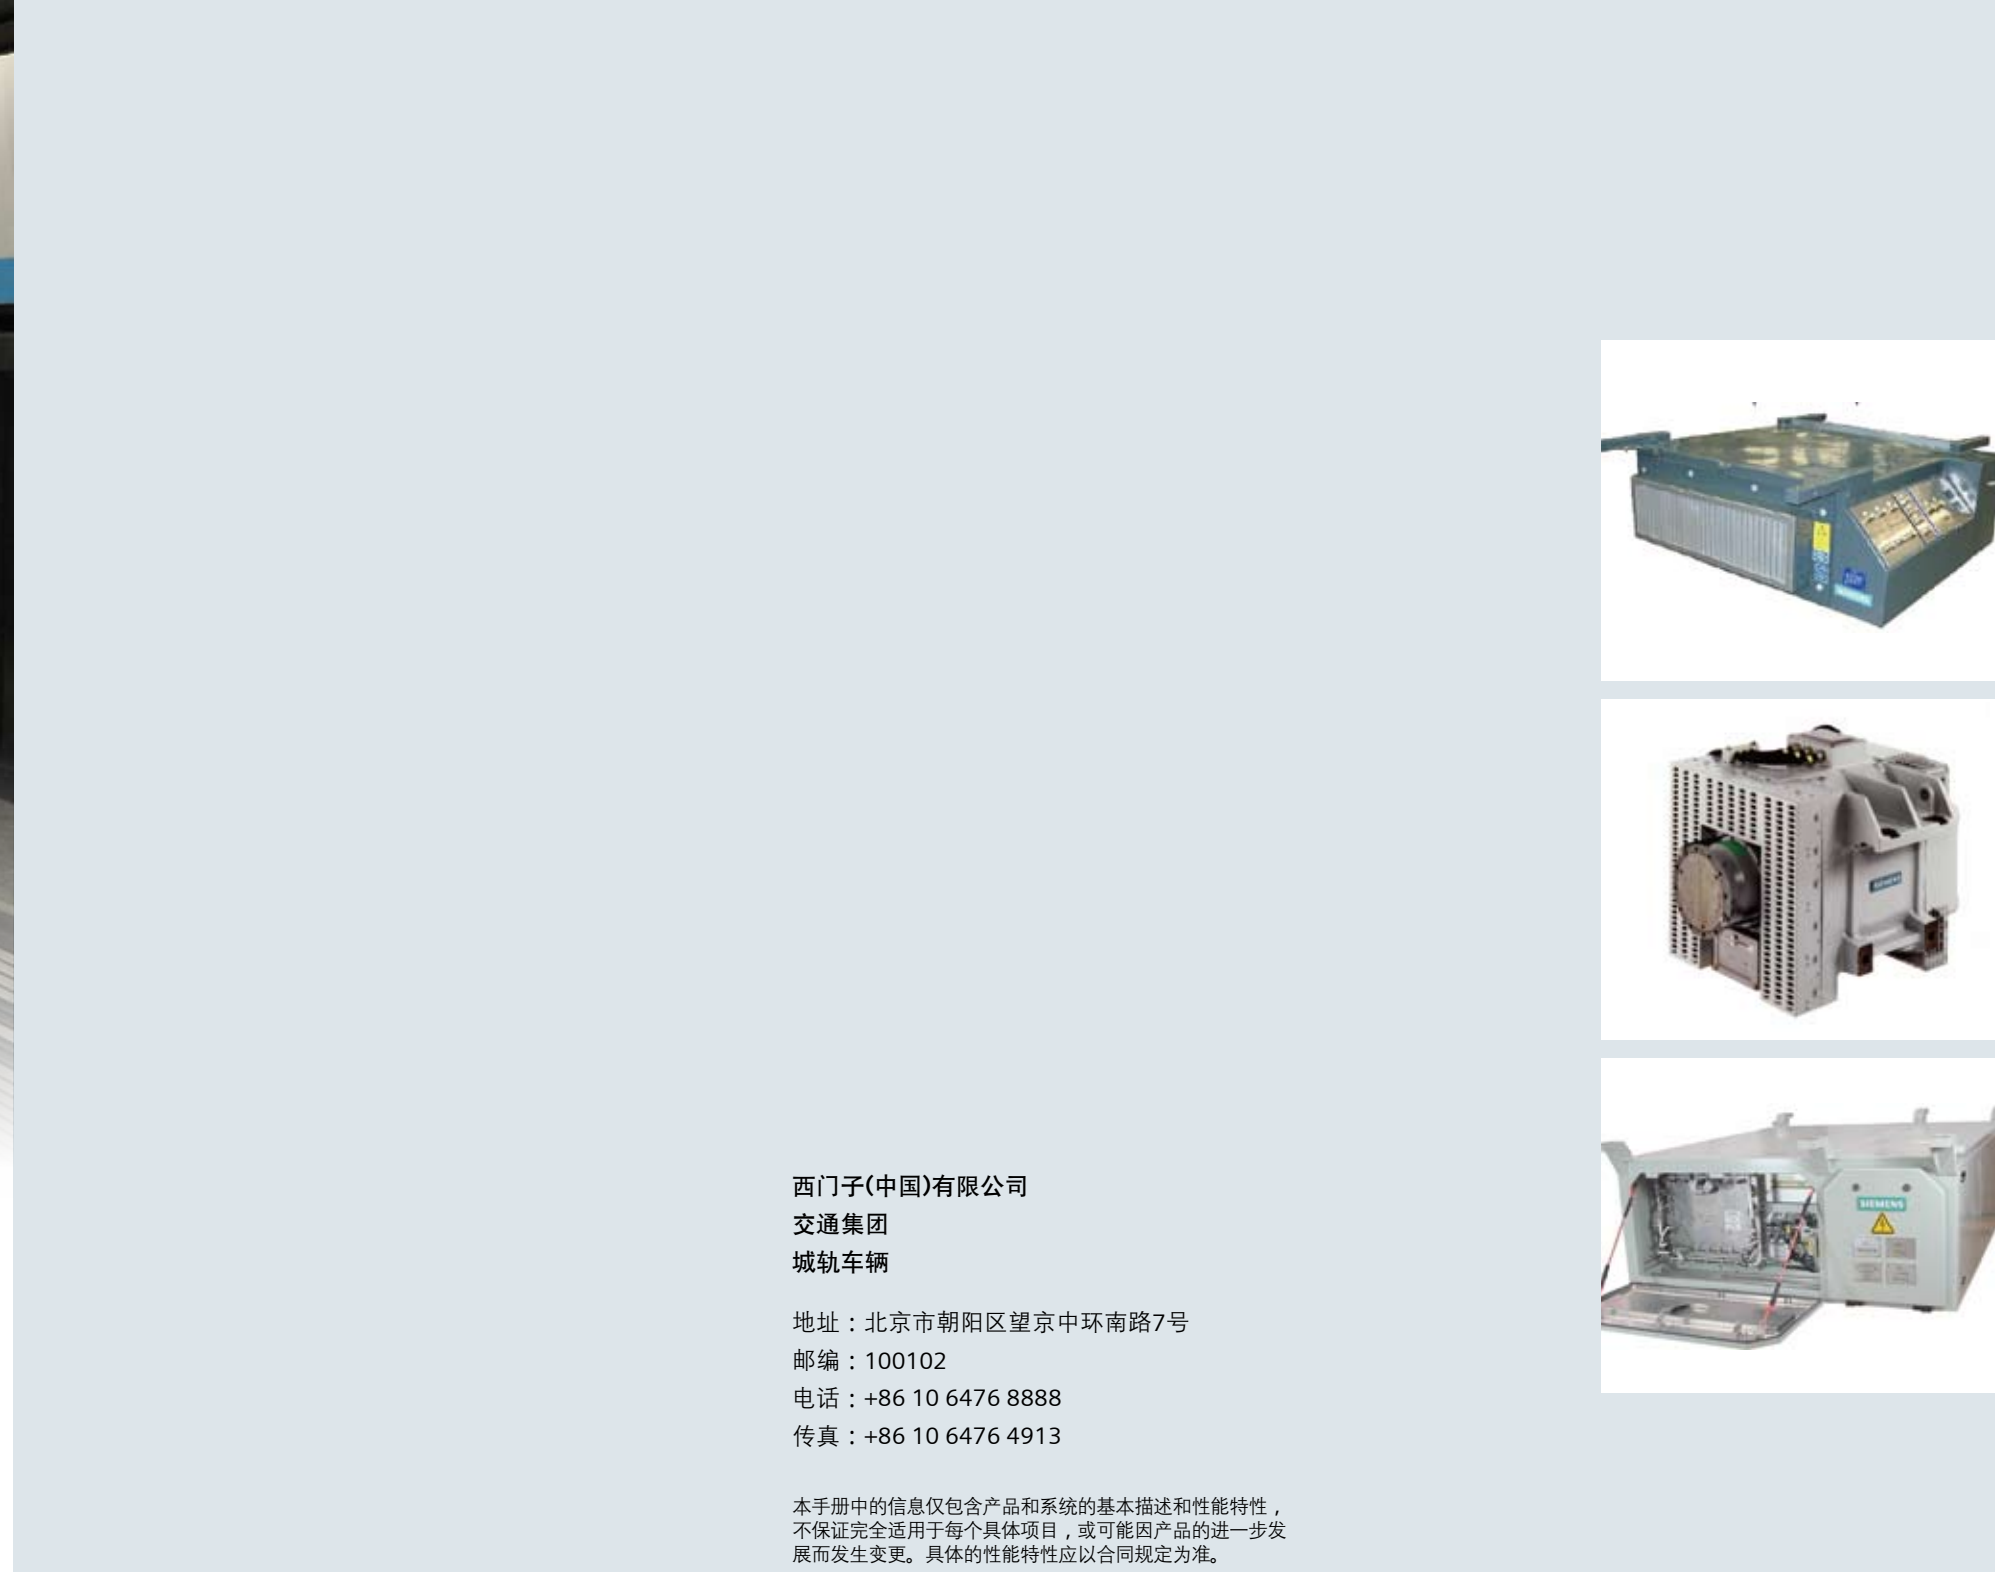 西门子(中国)有限公司
交通集团
城轨车辆
地址：北京市朝阳区望京中环南路7号
邮编：100102
电话：+86 10 6476 8888
传真：+86 10 6476 4913
本手册中的信息仅包含产品和系统的基本描述和性能特性，
不保证完全适用于每个具体项目，或可能因产品的进一步发
展而发生变更。具体的性能特性应以合同规定为准。
SIEMENS
SIEMENS
SIEMENS